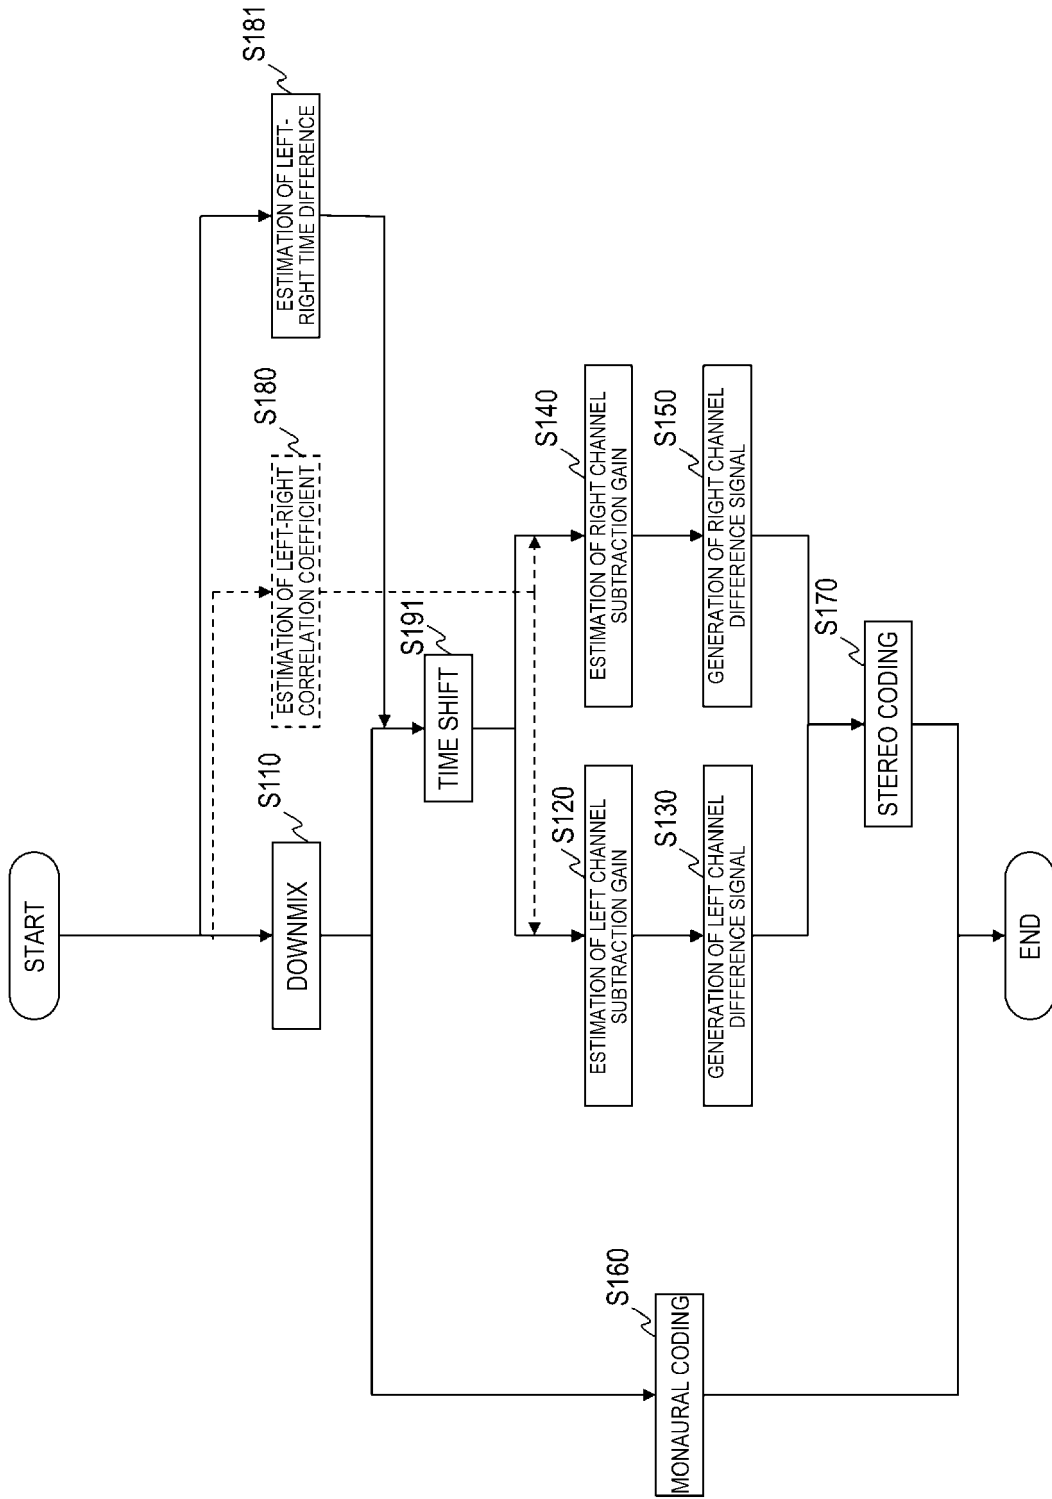 START
S110
DOWNMIX
S180
ESTIMATION OF LEFT-RIGHT
CORRELATION COEFFICIENT
S181
ESTIMATION OF LEFT-
RIGHT TIME DIFFERENCE
S191
TIME SHIFT
S120
ESTIMATION OF LEFT CHANNEL
SUBTRACTION GAIN
S140
ESTIMATION OF RIGHT CHANNEL
SUBTRACTION GAIN
S160
MONAURAL CODING
S130
GENERATION OF LEFT CHANNEL
DIFFERENCE SIGNAL
S150
GENERATION OF RIGHT CHANNEL
DIFFERENCE SIGNAL
S170
STEREO CODING
END